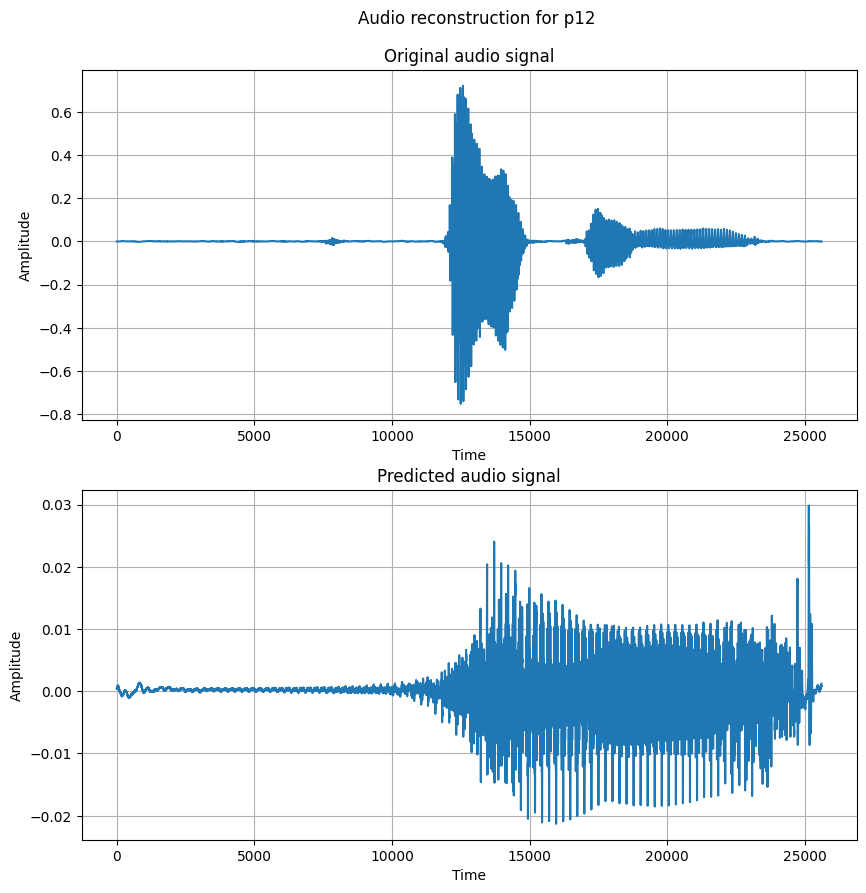 Audio reconstruction for p12
Original audio signal
0.6
0.4
0.2
0.0
−0.2
−0.4
−0.6
−0.8
Amplitude
0 5000 10000 15000 20000 25000
Time
Predicted audio signal
0.03
0.02
0.01
0.00
−0.01
−0.02
Amplitude
0 5000 10000 15000 20000 25000
Time